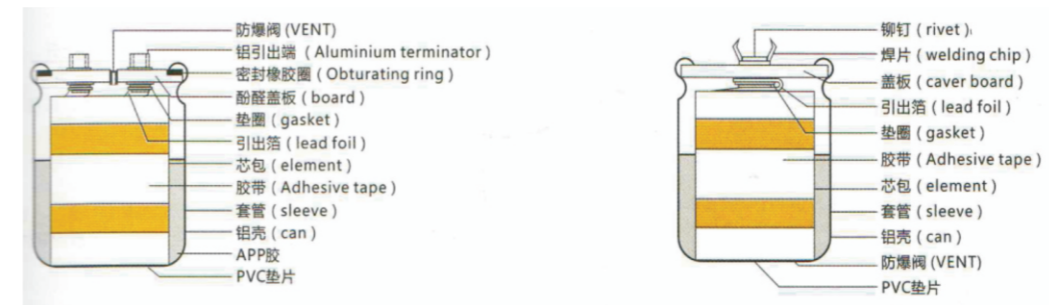 防爆阀 (VENT)
铝引出端 ( Aluminium terminator )
密封橡胶圈 ( Obturating ring )
酚醛盖板 ( board )
垫圈 ( gasket )
引出箔 ( lead foil )
芯包 ( element )
胶带 ( Adhesive tape )
套管 ( sleeve )
铝壳 ( can )
APP胶
PVC垫片
铆钉 ( rivet )
焊片 ( welding chip )
盖板 ( caver board )
引出箔 ( lead foil )
垫圈 ( gasket )
胶带 ( Adhesive tape )
芯包 ( element )
套管 ( sleeve )
铝壳 ( can )
防爆阀 (VENT)
PVC垫片